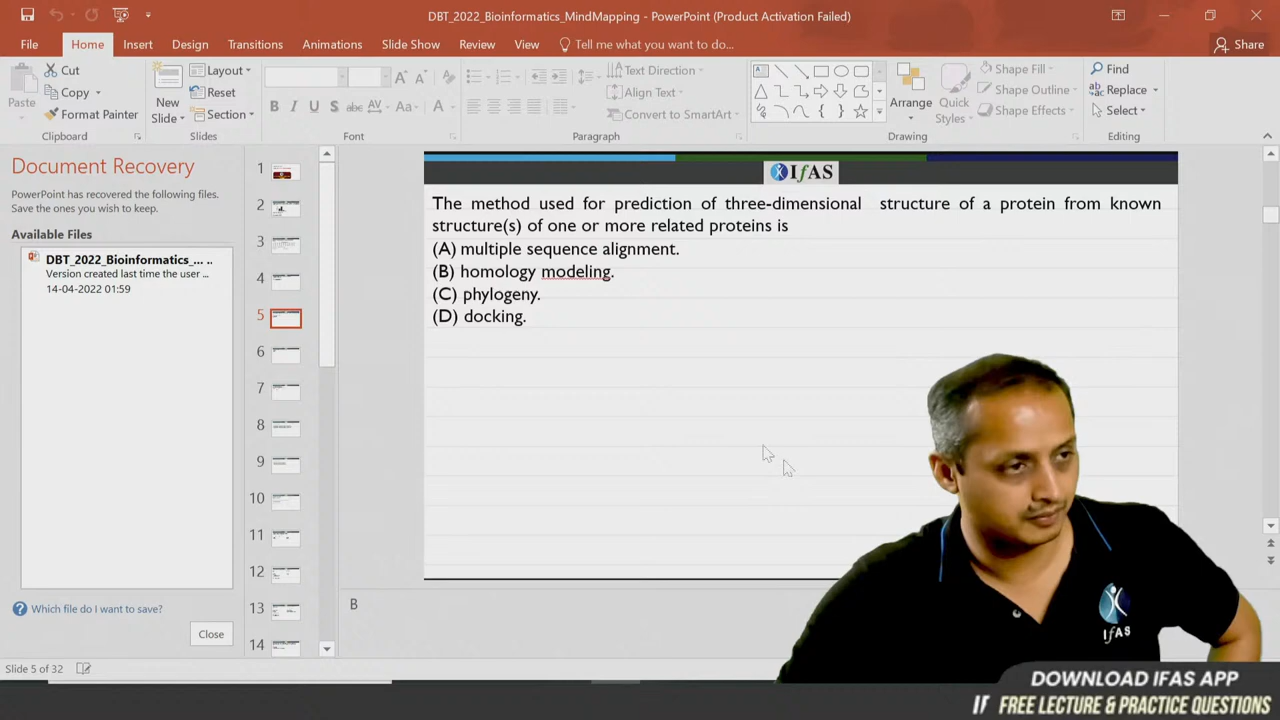 DBT_2022_Bioinformatics_MindMapping - PowerPoint (Product Activation Failed)
File Home Insert Design Transitions Animations Slide Show Review View Tell me what you want to do... Share
Cut
Copy
Format Painter
Paste
Clipboard
New Slide
Layout
Reset
Section
Slides
B I U S abc AV Aa A
Font
Text Direction
Align Text
Convert to SmartArt
Paragraph
Arrange
Quick Styles
Shape Fill
Shape Outline
Shape Effects
Drawing
Find
Replace
Select
Editing
Document Recovery
PowerPoint has recovered the following files.
Save the ones you wish to keep.
Available Files
DBT_2022_Bioinformatics_... ..
Version created last time the user ...
14-04-2022 01:59
Which file do I want to save?
Close
1
2
3
4
5
6
7
8
9
10
11
12
13
14
IfAS
The method used for prediction of three-dimensional structure of a protein from known
structure(s) of one or more related proteins is
(A) multiple sequence alignment.
(B) homology modeling.
(C) phylogeny.
(D) docking.
B
IfAS
Slide 5 of 32
DOWNLOAD IFAS APP
FREE LECTURE & PRACTICE QUESTIONS